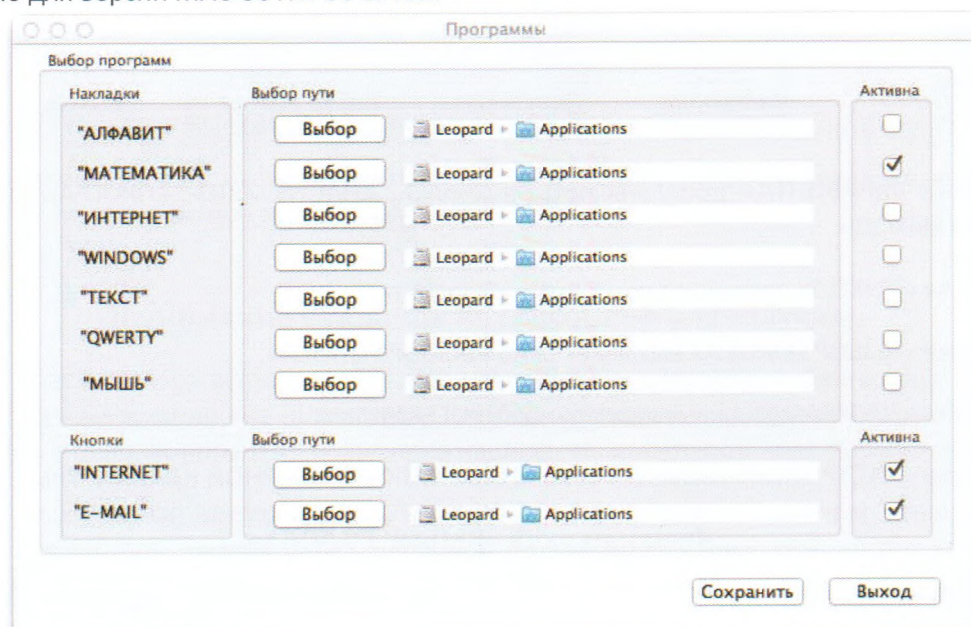 Программы
Выбор программ
Накладки Выбор пути Активна
"АЛФАВИТ" Выбор Leopard Applications
"МАТЕМАТИКА" Выбор Leopard Applications
"ИНТЕРНЕТ" Выбор Leopard Applications
"WINDOWS" Выбор Leopard Applications
"ТЕКСТ" Выбор Leopard Applications
"QWERTY" Выбор Leopard Applications
"МЫШЬ" Выбор Leopard Applications
Кнопки Выбор пути Активна
"INTERNET" Выбор Leopard Applications
"E-MAIL" Выбор Leopard Applications
Сохранить Выход